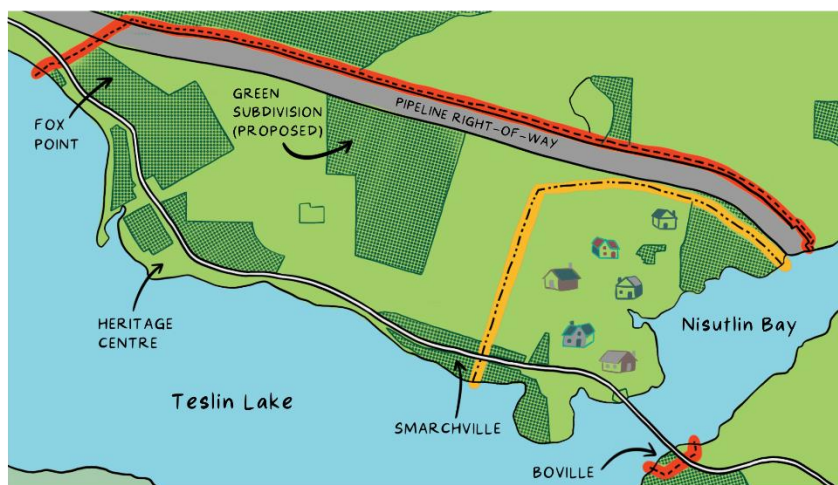 GREEN
SUBDIVISION
(PROPOSED)
PIPELINE RIGHT-OF-WAY
FOX
POINT
HERITAGE
CENTRE
Nisutlin Bay
Teslin Lake
SMARCHVILLE
BOVILLE